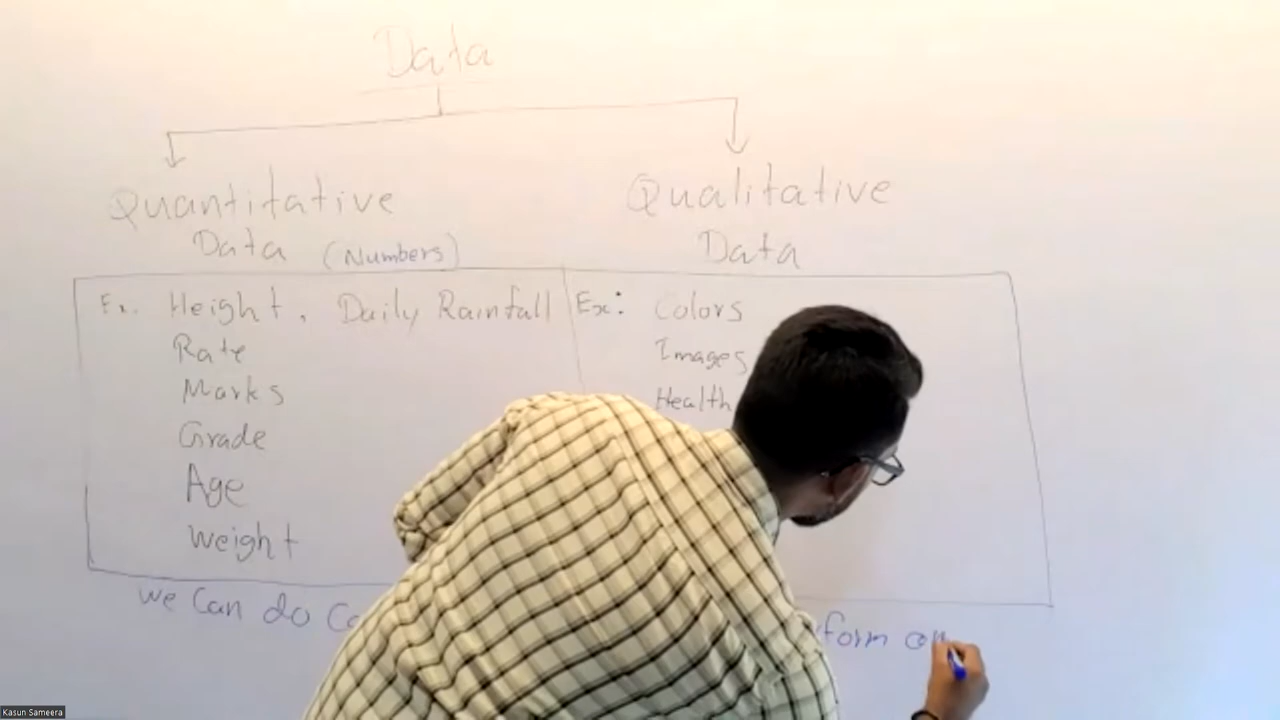 Data
Quantitative
Data (Numbers)
Qualitative
Data
Ex. Height, Daily Rainfall
Rate
Marks
Grade
Age
Weight
Ex: Colors
Images
Health
we Can do
form
Kasun Sameera